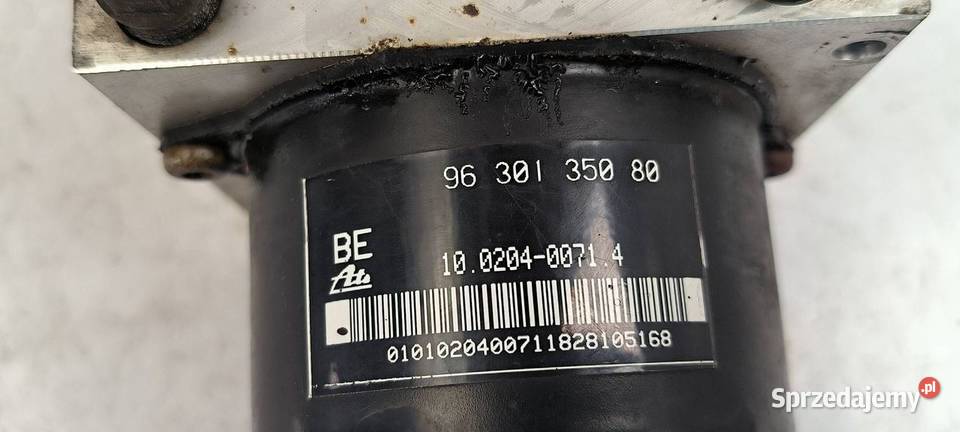 96 301 350 80
BE
Ate
10.0204-0071.4
0101020400711828105168
Sprzedajemy.pl